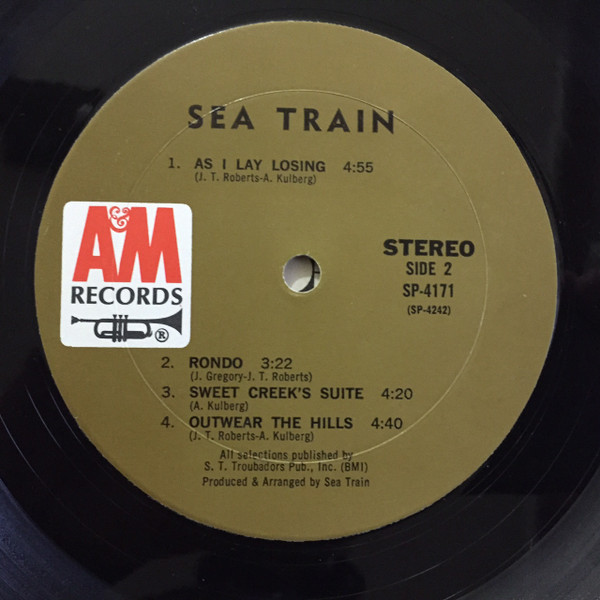 SEA TRAIN
1. AS I LAY LOSING 4:55
(J. T. Roberts-A. Kulberg)
A&M
RECORDS
®
STEREO
SIDE 2
SP-4171
(SP-4242)
2. RONDO 3:22
(J. Gregory-J. T. Roberts)
3. SWEET CREEK'S SUITE 4:20
(A. Kulberg)
4. OUTWEAR THE HILLS 4:40
(J. T. Roberts-A. Kulberg)
All selections published by
S. T. Troubadors Pub., Inc. (BMI)
Produced & Arranged by Sea Train